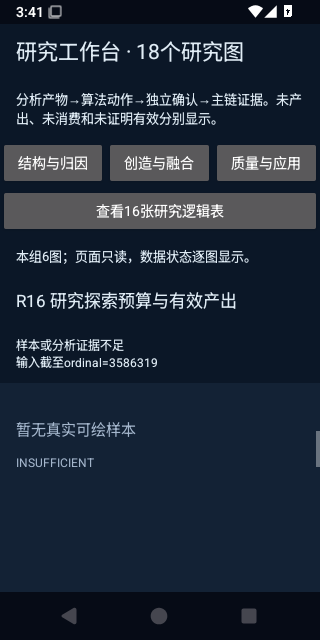 3:41
研究工作台 · 18个研究图
分析产物→算法动作→独立确认→主链证据。未产
出、未消费和未证明有效分别显示。
结构与归因
创造与融合
质量与应用
查看16张研究逻辑表
本组6图；页面只读，数据状态逐图显示。
R16 研究探索预算与有效产出
样本或分析证据不足
输入截至ordinal=3586319
暂无真实可绘样本
INSUFFICIENT